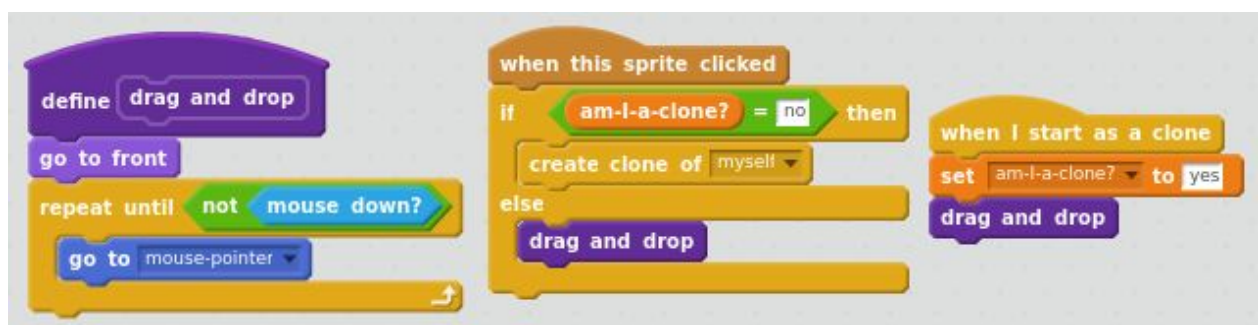 define drag and drop
go to front
repeat until not mouse down?
go to mouse-pointer
when this sprite clicked
if am-I-a-clone? = no then
create clone of myself
else
drag and drop
when I start as a clone
set am-I-a-clone? to yes
drag and drop